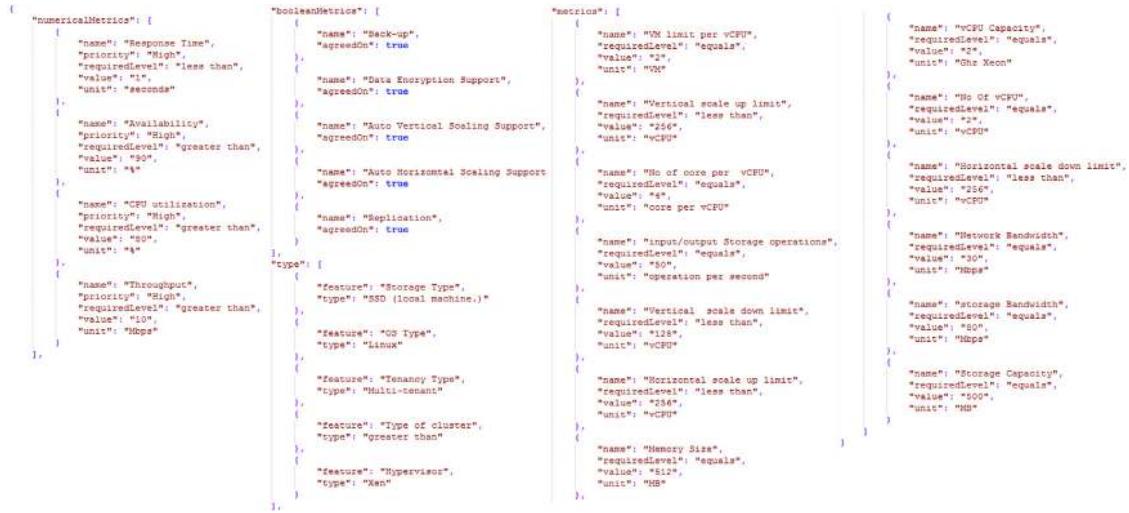 {
"numericalMetrics": [
{
"name": "Response Time",
"priority": "High",
"requiredLevel": "less than",
"value": "1",
"unit": "seconds"
},
{
"name": "Availability",
"priority": "High",
"requiredLevel": "greater than",
"value": "90",
"unit": "%"
},
{
"name": "CPU utilization",
"priority": "High",
"requiredLevel": "greater than",
"value": "80",
"unit": "%"
},
{
"name": "Throughput",
"priority": "High",
"requiredLevel": "greater than",
"value": "10",
"unit": "Mbps"
}
],
"booleanMetrics": [
{
"name": "Back-up",
"agreedOn": true
},
{
"name": "Data Encryption Support",
"agreedOn": true
},
{
"name": "Auto Vertical Scaling Support",
"agreedOn": true
},
{
"name": "Auto Horizomtal Scaling Support
"agreedOn": true
},
{
"name": "Replication",
"agreedOn": true
}
"type": [
{
"feature": "Storage Type",
"type": "SSD (local machine.)"
},
{
"feature": "OS Type",
"type": "Linux"
},
{
"feature": "Tenancy Type",
"type": "Multi-tenant"
},
{
"feature": "Type of cluster",
"type": "greater than"
},
{
"feature": "Hypervisor",
"type": "Xen"
}
],
"metrics": [
{
"name": "VM limit per vCPU",
"requiredLevel": "equals",
"value": "2",
"unit": "VM"
},
{
"name": "Vertical scale up limit",
"requiredLevel": "less than",
"value": "256",
"unit": "vCPU"
},
{
"name": "No of core per vCPU",
"requiredLevel": "equals",
"value": "4",
"unit": "core per vCPU"
},
{
"name": "input/output Storage operations",
"requiredLevel": "equals",
"value": "50",
"unit": "operation per second"
},
{
"name": "Vertical scale down limit",
"requiredLevel": "less than",
"value": "128",
"unit": "vCPU"
},
{
"name": "Horizontal scale up limit",
"requiredLevel": "less than",
"value": "256",
"unit": "vCPU"
},
{
"name": "Memory Size",
"requiredLevel": "equals",
"value": "512",
"unit": "MB"
},
{
"name": "vCPU Capacity",
"requiredLevel": "equals",
"value": "2",
"unit": "Ghz Xeon"
},
{
"name": "No Of vCPU",
"requiredLevel": "equals",
"value": "2",
"unit": "vCPU"
},
{
"name": "Horizontal scale down limit",
"requiredLevel": "less than",
"value": "256",
"unit": "vCPU"
},
{
"name": "Network Bandwidth",
"requiredLevel": "equals",
"value": "30",
"unit": "Mbps"
},
{
"name": "storage Bandwidth",
"requiredLevel": "equals",
"value": "80",
"unit": "Mbps"
},
{
"name": "Storage Capacity",
"requiredLevel": "equals",
"value": "500",
"unit": "MB"
}
]
}